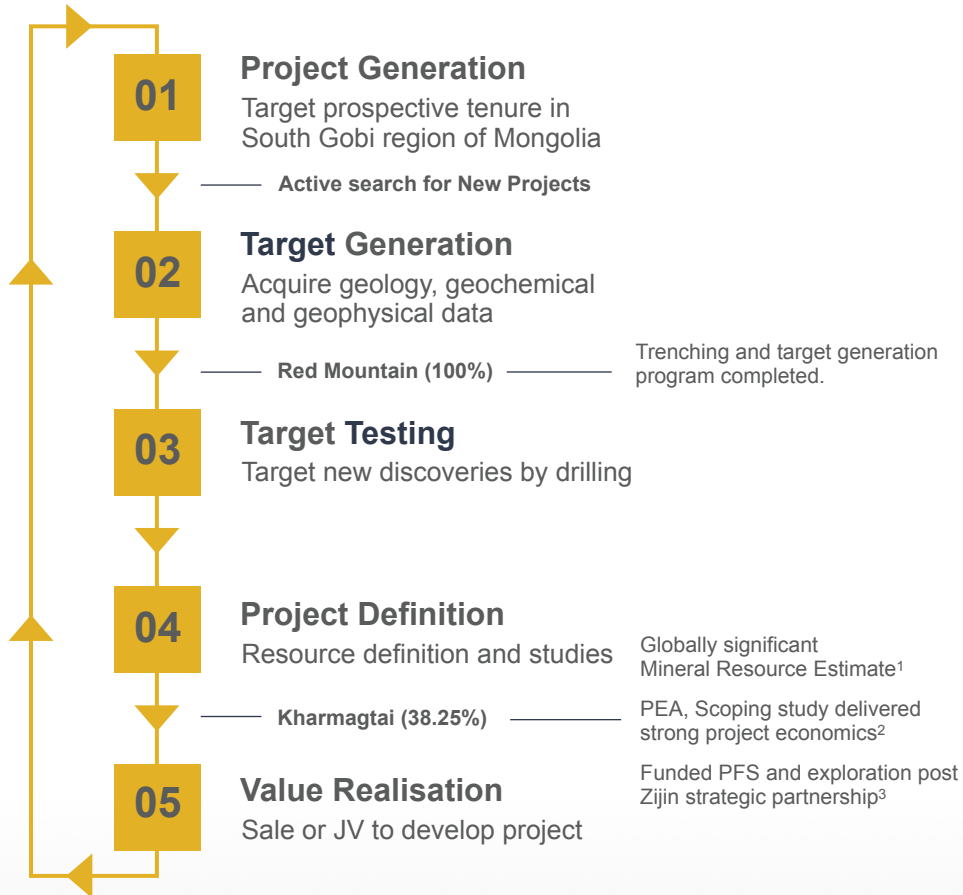 01
Project Generation
Target prospective tenure in
South Gobi region of Mongolia
Active search for New Projects
02
Target Generation
Acquire geology, geochemical
and geophysical data
Red Mountain (100%)
Trenching and target generation
program completed.
03
Target Testing
Target new discoveries by drilling
04
Project Definition
Resource definition and studies
Globally significant
Mineral Resource Estimate¹
Kharmagtai (38.25%)
PEA, Scoping study delivered
strong project economics²
Funded PFS and exploration post
Zijin strategic partnership³
05
Value Realisation
Sale or JV to develop project